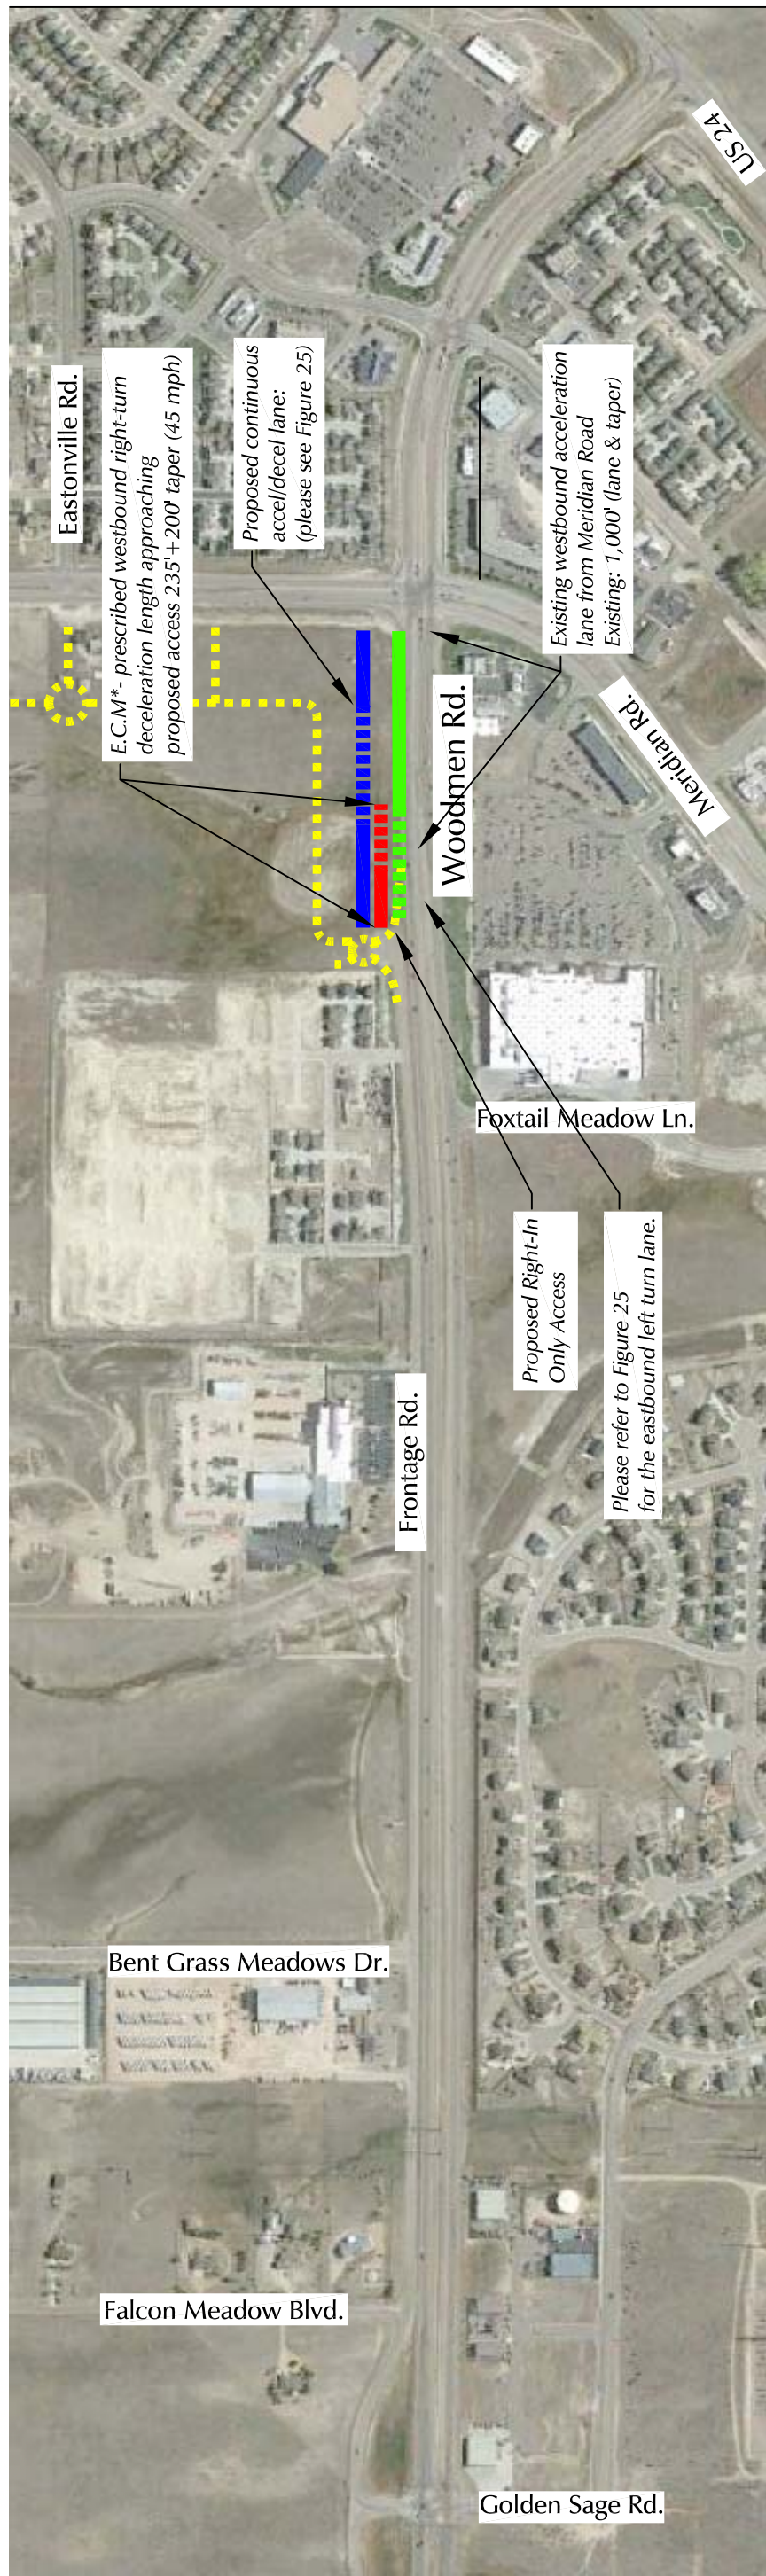 US 24
Eastonville Rd.
E.C.M*- prescribed westbound right-turn
deceleration length approaching
proposed access 235'+200' taper (45 mph)
Proposed continuous
accel/decel lane:
(please see Figure 25)
Existing westbound acceleration
lane from Meridian Road
Existing: 1,000' (lane & taper)
Woodmen Rd.
Meridian Rd.
Foxtail Meadow Ln.
Proposed Right-In
Only Access
Please refer to Figure 25
for the eastbound left turn lane.
Frontage Rd.
Bent Grass Meadows Dr.
Falcon Meadow Blvd.
Golden Sage Rd.